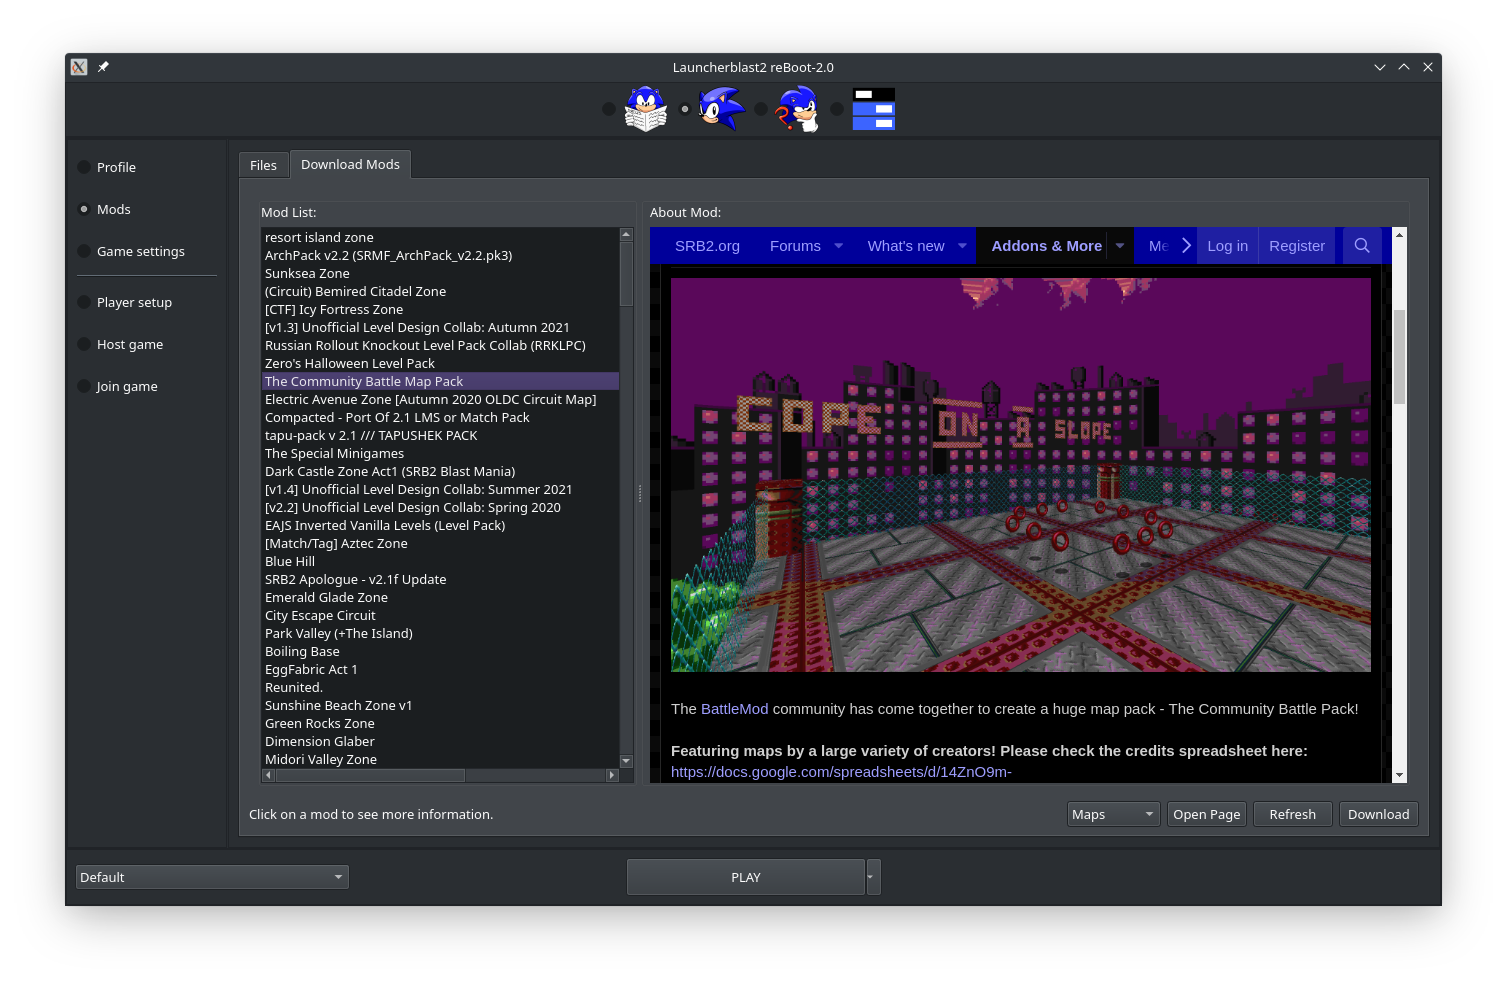 Launcherblast2 reBoot-2.0
Profile
Mods
Game settings
Player setup
Host game
Join game
Files
Download Mods
Mod List:
resort island zone
ArchPack v2.2 (SRMF_ArchPack_v2.2.pk3)
Sunksea Zone
(Circuit) Bemired Citadel Zone
[CTF] Icy Fortress Zone
[v1.3] Unofficial Level Design Collab: Autumn 2021
Russian Rollout Knockout Level Pack Collab (RRKLPC)
Zero's Halloween Level Pack
The Community Battle Map Pack
Electric Avenue Zone [Autumn 2020 OLDC Circuit Map]
Compacted - Port Of 2.1 LMS or Match Pack
tapu-pack v 2.1 /// TAPUSHEK PACK
The Special Minigames
Dark Castle Zone Act1 (SRB2 Blast Mania)
[v1.4] Unofficial Level Design Collab: Summer 2021
[v2.2] Unofficial Level Design Collab: Spring 2020
EAJS Inverted Vanilla Levels (Level Pack)
[Match/Tag] Aztec Zone
Blue Hill
SRB2 Apologue - v2.1f Update
Emerald Glade Zone
City Escape Circuit
Park Valley (+The Island)
Boiling Base
EggFabric Act 1
Reunited.
Sunshine Beach Zone v1
Green Rocks Zone
Dimension Glaber
Midori Valley Zone
About Mod:
SRB2.org Forums What's new Addons & More Me Log in Register
COPE ON A SLOPE
The BattleMod community has come together to create a huge map pack - The Community Battle Pack!
Featuring maps by a large variety of creators! Please check the credits spreadsheet here:
https://docs.google.com/spreadsheets/d/14ZnO9m-
Click on a mod to see more information.
Maps
Open Page
Refresh
Download
Default
PLAY